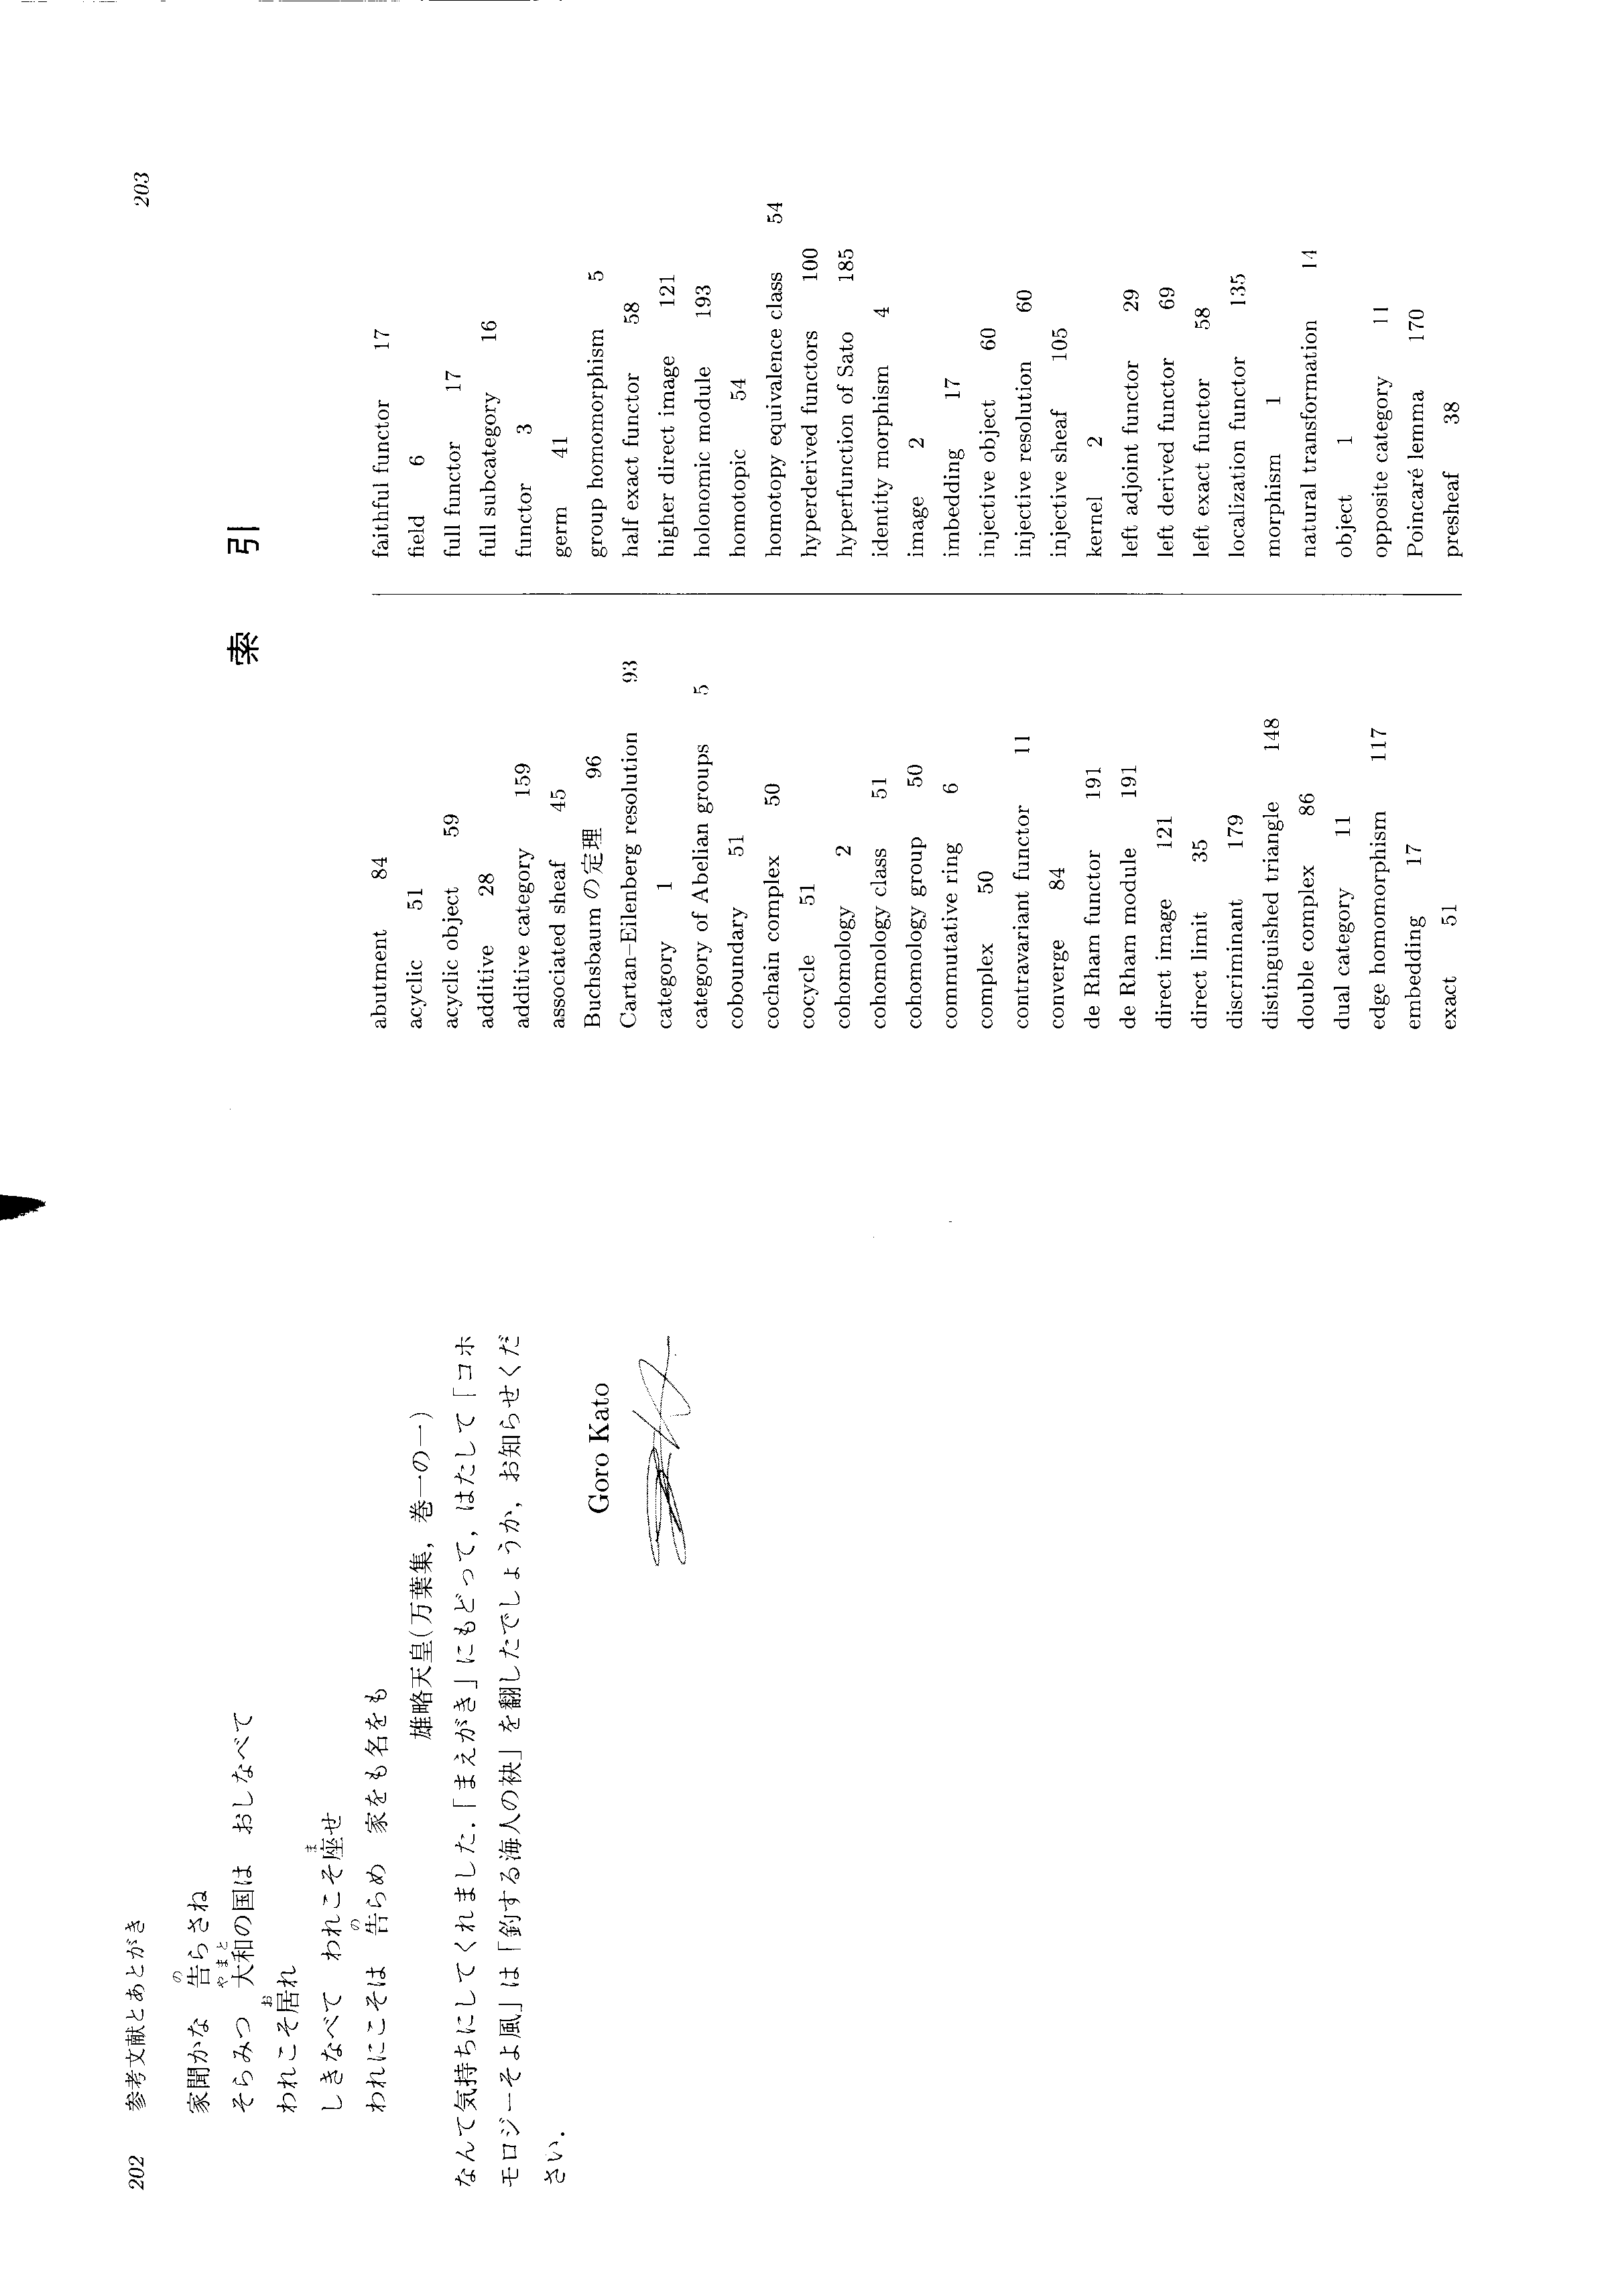 202 参考文献とあとがき
家聞かな 告らさね
そらみつ 大和の国は おしなべて
われこそ居れ
しきなべて われこそ座せ
われにこそは 告らめ 家をも名をも
雄略天皇(万葉集，巻一の一)
なんて気持ちにしてくれました．「まえがき」にもどって，はたして「コホ
モロジーそよ風」は「釣する海人の袂」を翻したでしょうか，お知らせくだ
さい．
Goro Kato
203
索 引
abutment 84
acyclic 51
acyclic object 59
additive 28
additive category 159
associated sheaf 45
Buchsbaum の定理 96
Cartan–Eilenberg resolution 93
category 1
category of Abelian groups 5
coboundary 51
cochain complex 50
cocycle 51
cohomology 2
cohomology class 51
cohomology group 50
commutative ring 6
complex 50
contravariant functor 11
converge 84
de Rham functor 191
de Rham module 191
direct image 121
direct limit 35
discriminant 179
distinguished triangle 148
double complex 86
dual category 11
edge homomorphism 117
embedding 17
exact 51
faithful functor 17
field 6
full functor 17
full subcategory 16
functor 3
germ 41
group homomorphism 5
half exact functor 58
higher direct image 121
holonomic module 193
homotopic 54
homotopy equivalence class 54
hyperderived functors 100
hyperfunction of Sato 185
identity morphism 4
image 2
imbedding 17
injective object 60
injective resolution 60
injective sheaf 105
kernel 2
left adjoint functor 29
left derived functor 69
left exact functor 58
localization functor 135
morphism 1
natural transformation 14
object 1
opposite category 11
Poincaré lemma 170
presheaf 38